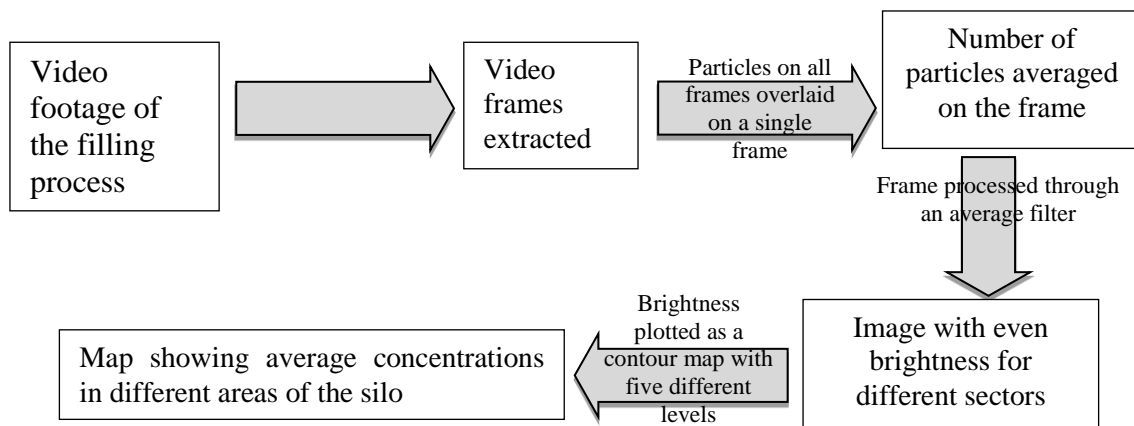 Video
footage of
the filling
process
Video
frames
extracted
Particles on all
frames overlaid
on a single
frame
Number of
particles averaged
on the frame
Frame processed through
an average filter
Image with even
brightness for
different sectors
Brightness
plotted as a
contour map with
five different
levels
Map showing average concentrations
in different areas of the silo